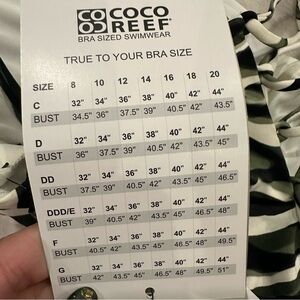 COCO REEF®
BRA SIZED SWIMWEAR
TRUE TO YOUR BRA SIZE
SIZE 8 10 12 14 16 18 20
C 32" 34" 36" 38" 40" 42" 44"
BUST 34.5" 36" 37.5" 39" 40.5" 42" 43.5"
D 32" 34" 36" 38" 40" 42" 44"
BUST 36" 37.5" 39" 40.5" 42" 43.5" 45"
DD 32" 34" 36" 38" 40" 42" 44"
BUST 37.5" 39" 40.5" 42" 43.5" 45" 46.5"
DDD/E 32" 34" 36" 38" 40" 42" 44"
BUST 39" 40.5" 42" 43.5" 45" 46.5" 48"
F 32" 34" 36" 38" 40" 42" 44"
BUST 40.5" 42" 43.5" 45" 46.5" 48" 49.5"
G 32" 34" 36" 38" 40" 42" 44"
BUST 42" 43.5" 45" 46.5" 48" 49.5" 51"